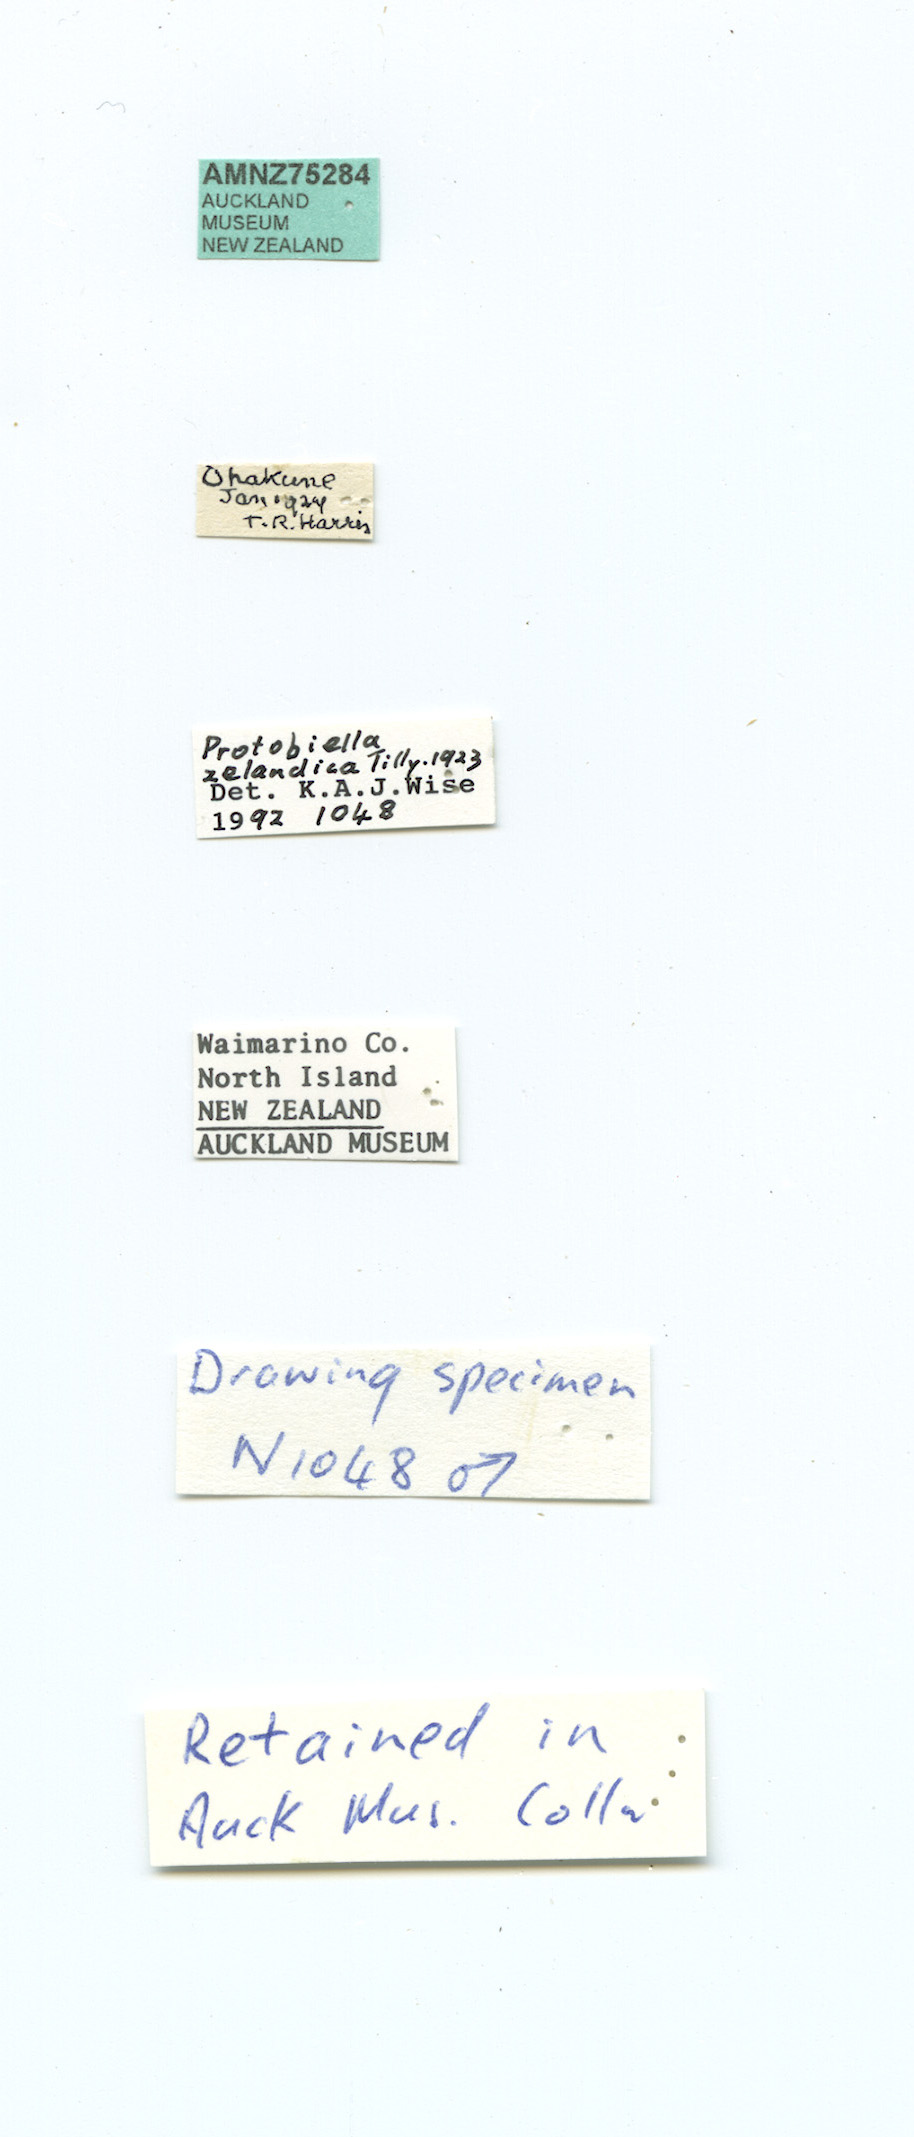 AMNZ75284
AUCKLAND
MUSEUM
NEW ZEALAND
Ohakune
Jan 1924
T.R. Harris
Protobiella
zelandica Tilly. 1923
Det. K.A.J.Wise
1992 1048
Waimarino Co.
North Island
NEW ZEALAND
AUCKLAND MUSEUM
Drawing specimen
N1048 ♂
Retained in
Auck Mus. Colln